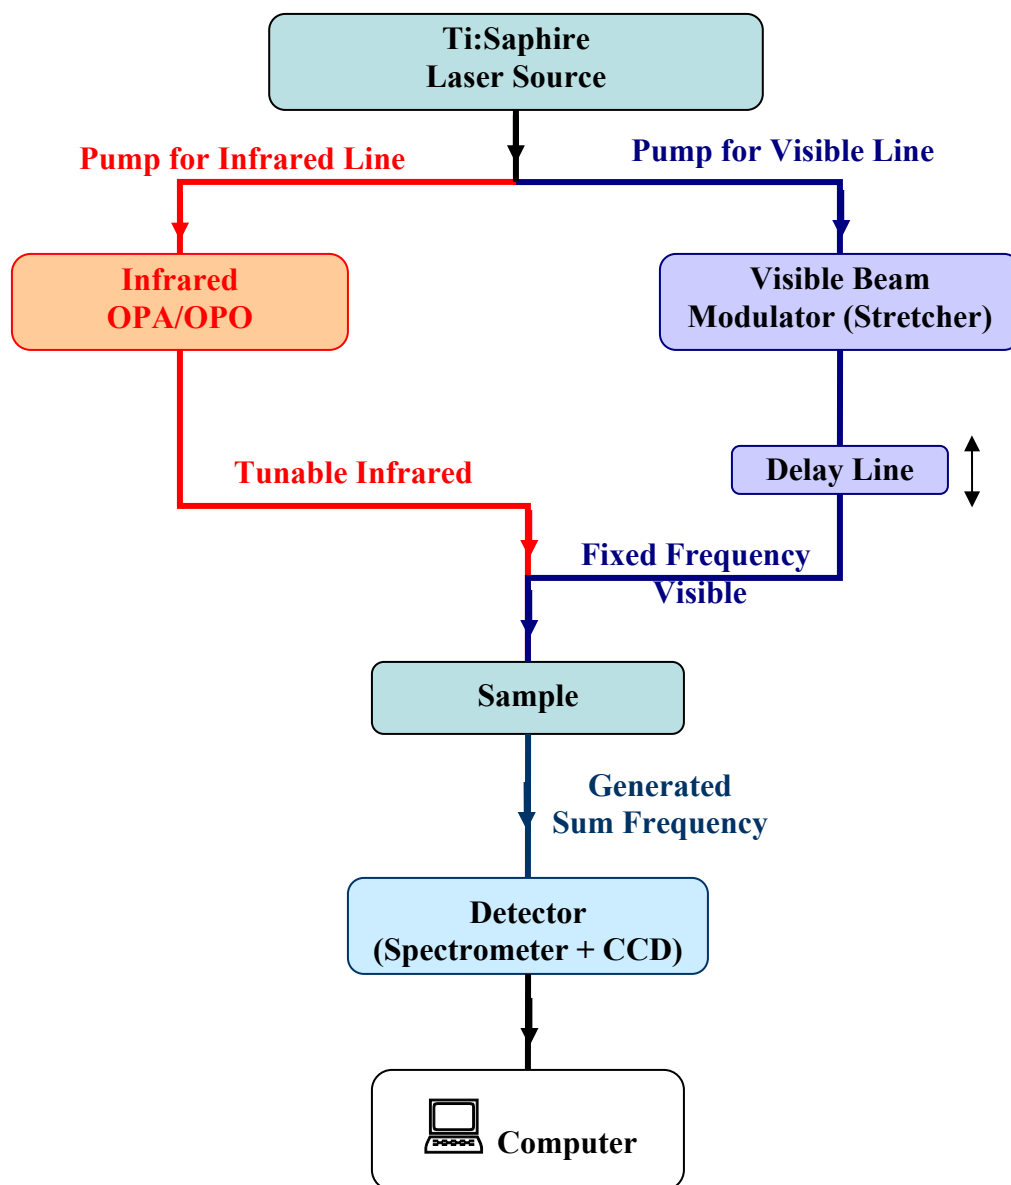 Ti:Saphire
Laser Source
Pump for Infrared Line
Pump for Visible Line
Infrared
OPA/OPO
Visible Beam
Modulator (Stretcher)
Tunable Infrared
Delay Line
Fixed Frequency
Visible
Sample
Generated
Sum Frequency
Detector
(Spectrometer + CCD)
Computer